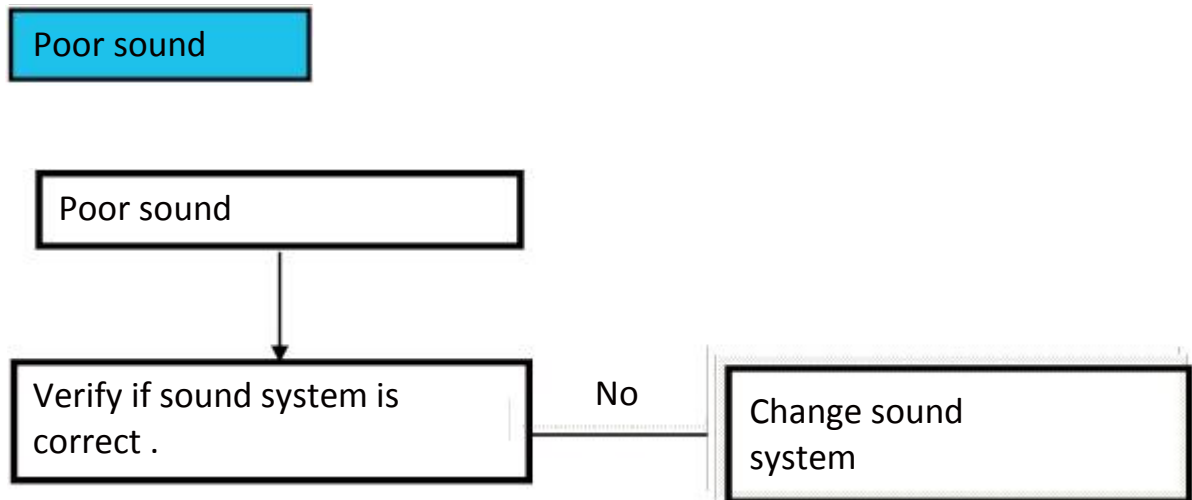 Poor sound
Poor sound
Verify if sound system is
correct .
No
Change sound
system